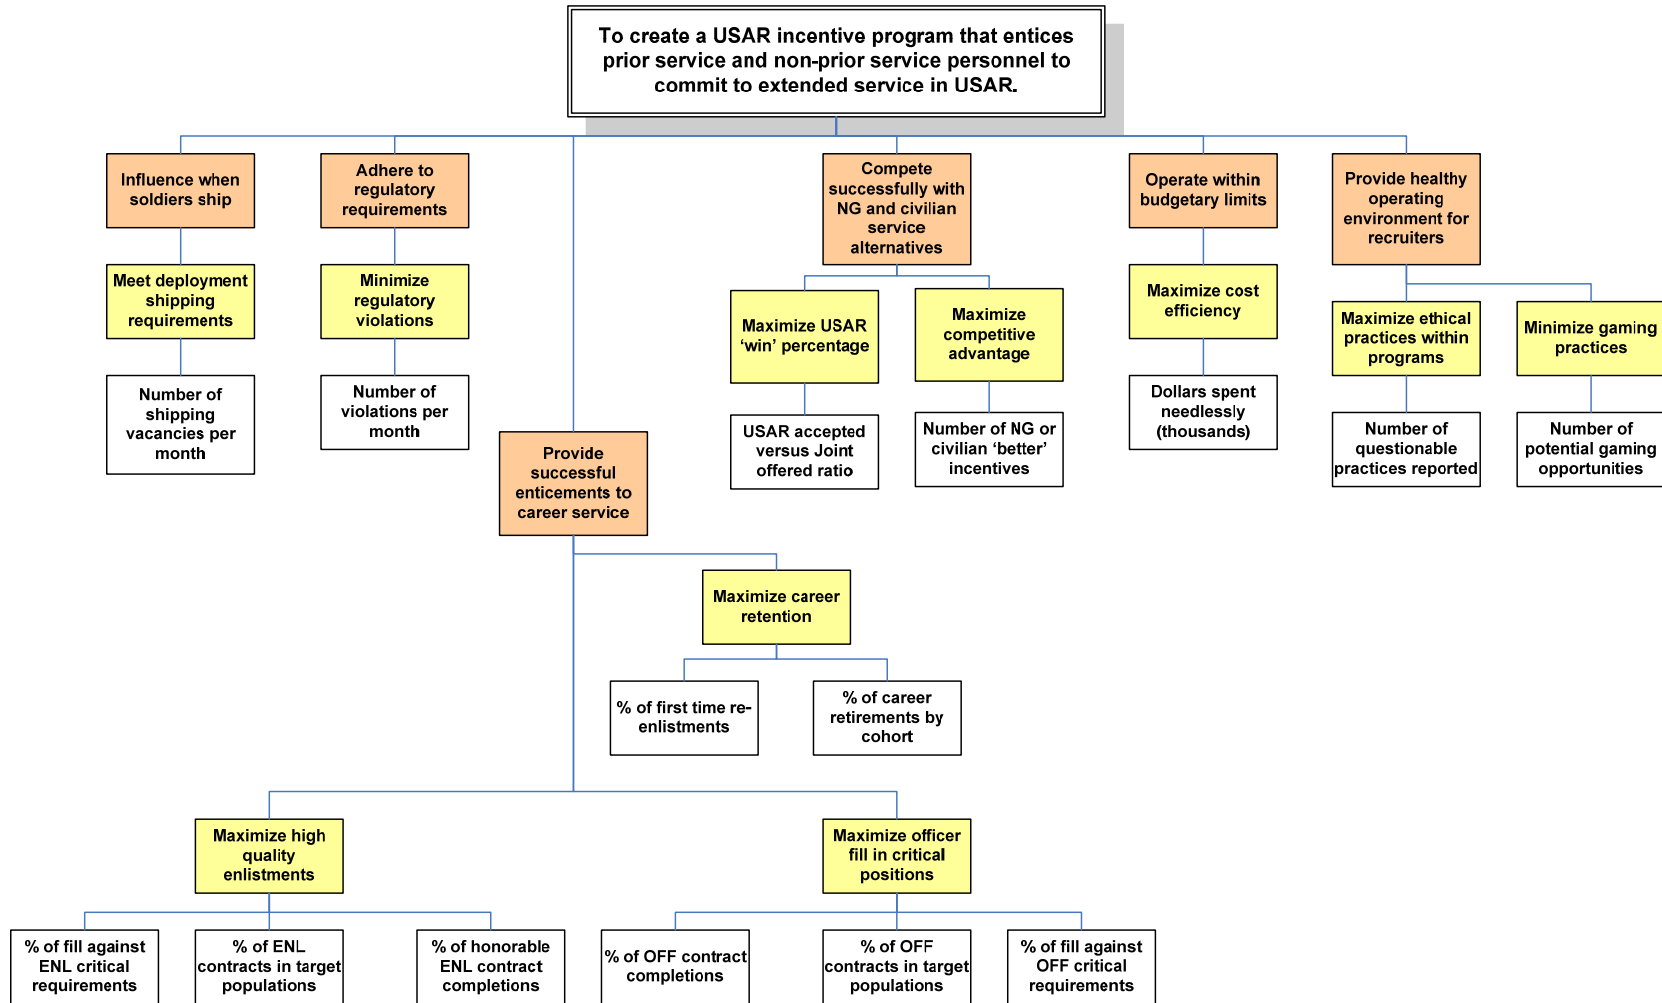 To create a USAR incentive program that entices
prior service and non-prior service personnel to
commit to extended service in USAR.
Influence when
soldiers ship
Adhere to
regulatory
requirements
Compete
successfully with
NG and civilian
service
alternatives
Operate within
budgetary limits
Provide healthy
operating
environment for
recruiters
Meet deployment
shipping
requirements
Minimize
regulatory
violations
Maximize USAR
‘win’ percentage
Maximize
competitive
advantage
Maximize cost
efficiency
Maximize ethical
practices within
programs
Minimize gaming
practices
Number of
shipping
vacancies per
month
Number of
violations per
month
USAR accepted
versus Joint
offered ratio
Number of NG or
civilian ‘better’
incentives
Dollars spent
needlessly
(thousands)
Number of
questionable
practices reported
Number of
potential gaming
opportunities
Provide
successful
enticements to
career service
Maximize career
retention
% of first time re-
enlistments
% of career
retirements by
cohort
Maximize high
quality
enlistments
Maximize officer
fill in critical
positions
% of fill against
ENL critical
requirements
% of ENL
contracts in target
populations
% of honorable
ENL contract
completions
% of OFF contract
completions
% of OFF
contracts in target
populations
% of fill against
OFF critical
requirements